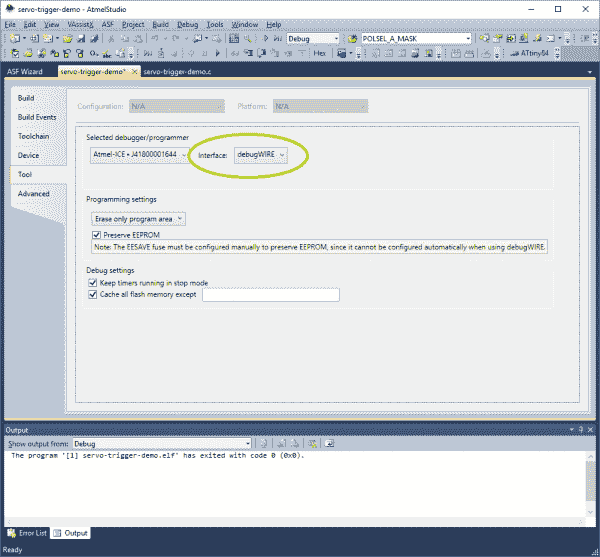 servo-trigger-demo - AtmelStudio
File Edit View VAssistX ASF Project Build Debug Tools Window Help
Debug POLSEL_A_MASK
Hex ATtiny84
ASF Wizard servo-trigger-demo* servo-trigger-demo.c
Build
Build Events
Toolchain
Device
Tool
Advanced
Configuration: N/A Platform: N/A
Selected debugger/programmer
Atmel-ICE • J41800001644 Interface: debugWIRE
Programming settings
Erase only program area
Preserve EEPROM
Note: The EESAVE fuse must be configured manually to preserve EEPROM, since it cannot be configured automatically when using debugWIRE.
Debug settings
Keep timers running in stop mode
Cache all flash memory except
Output
Show output from: Debug
The program '[1] servo-trigger-demo.elf' has exited with code 0 (0x0).
Error List Output
Ready